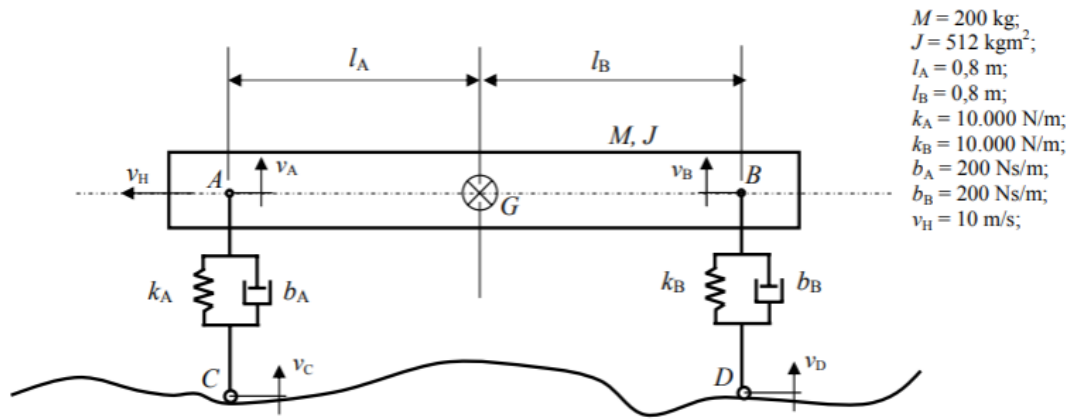 M = 200 kg;
J = 512 kgm²;
l_A = 0,8 m;
l_B = 0,8 m;
k_A = 10.000 N/m;
k_B = 10.000 N/m;
b_A = 200 Ns/m;
b_B = 200 Ns/m;
v_H = 10 m/s;
l_A l_B
M, J
v_H A v_A G v_B B
k_A b_A k_B b_B
C v_C D v_D